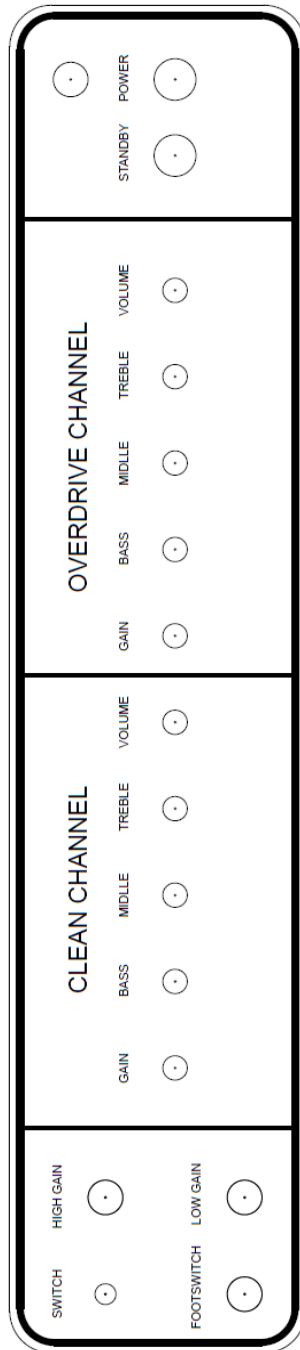 SWITCH
HIGH GAIN
FOOTSWITCH
LOW GAIN
CLEAN CHANNEL
GAIN
BASS
MIDLLE
TREBLE
VOLUME
OVERDRIVE CHANNEL
GAIN
BASS
MIDLLE
TREBLE
VOLUME
STANDBY
POWER